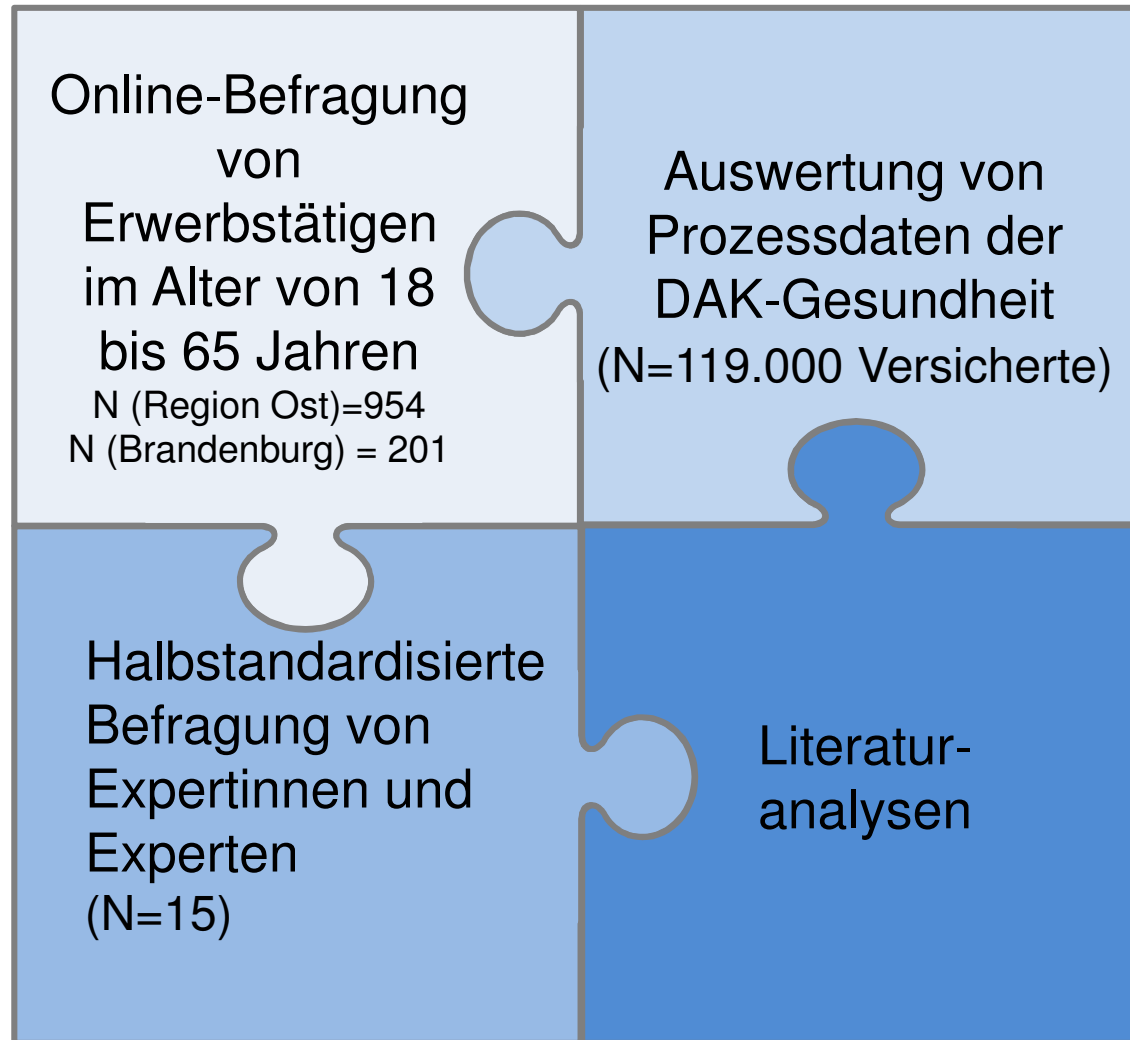 Online-Befragung
von
Erwerbstätigen
im Alter von 18
bis 65 Jahren
N (Region Ost)=954
N (Brandenburg) = 201
Auswertung von
Prozessdaten der
DAK-Gesundheit
(N=119.000 Versicherte)
Halbstandardisierte
Befragung von
Expertinnen und
Experten
(N=15)
Literatur-
analysen